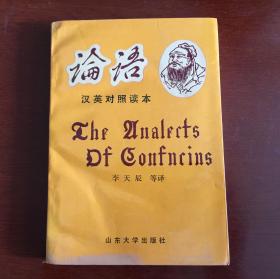 论语
汉英对照读本
The Analects
Of Confucius
李天辰 等译
山东大学出版社